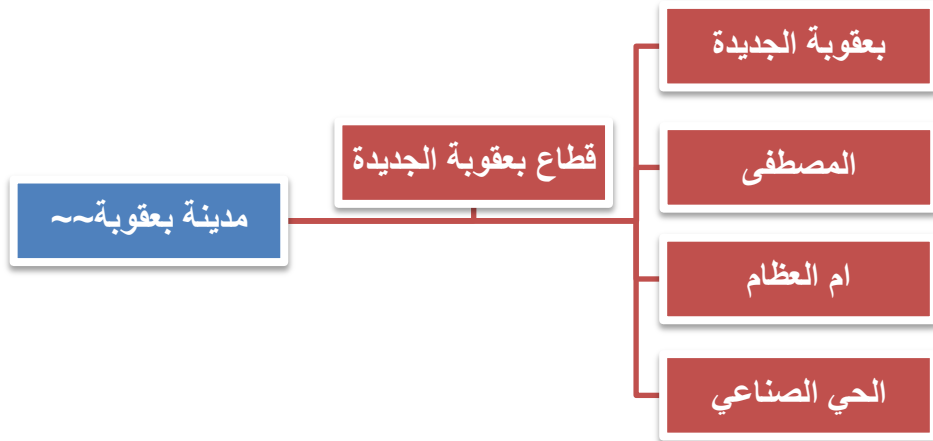 بعقوبة الجديدة
قطاع بعقوبة الجديدة
المصطفى
مدينة بعقوبة~~
ام العظام
الحي الصناعي